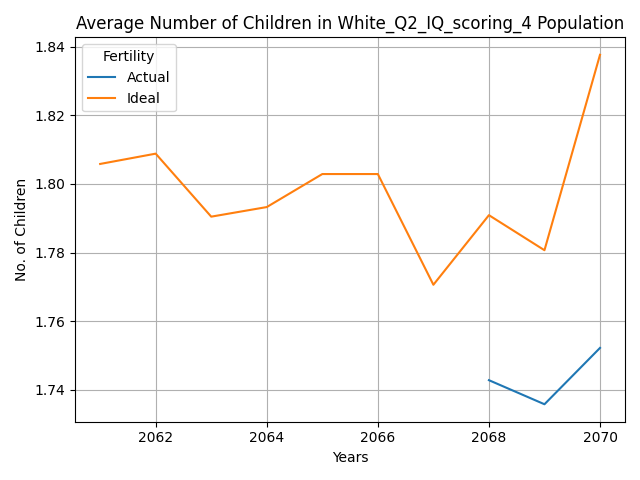 Average Number of Children in White_Q2_IQ_scoring_4 Population
Fertility
Actual
Ideal
No. of Children
1.84
1.82
1.80
1.78
1.76
1.74
2062
2064
2066
2068
2070
Years